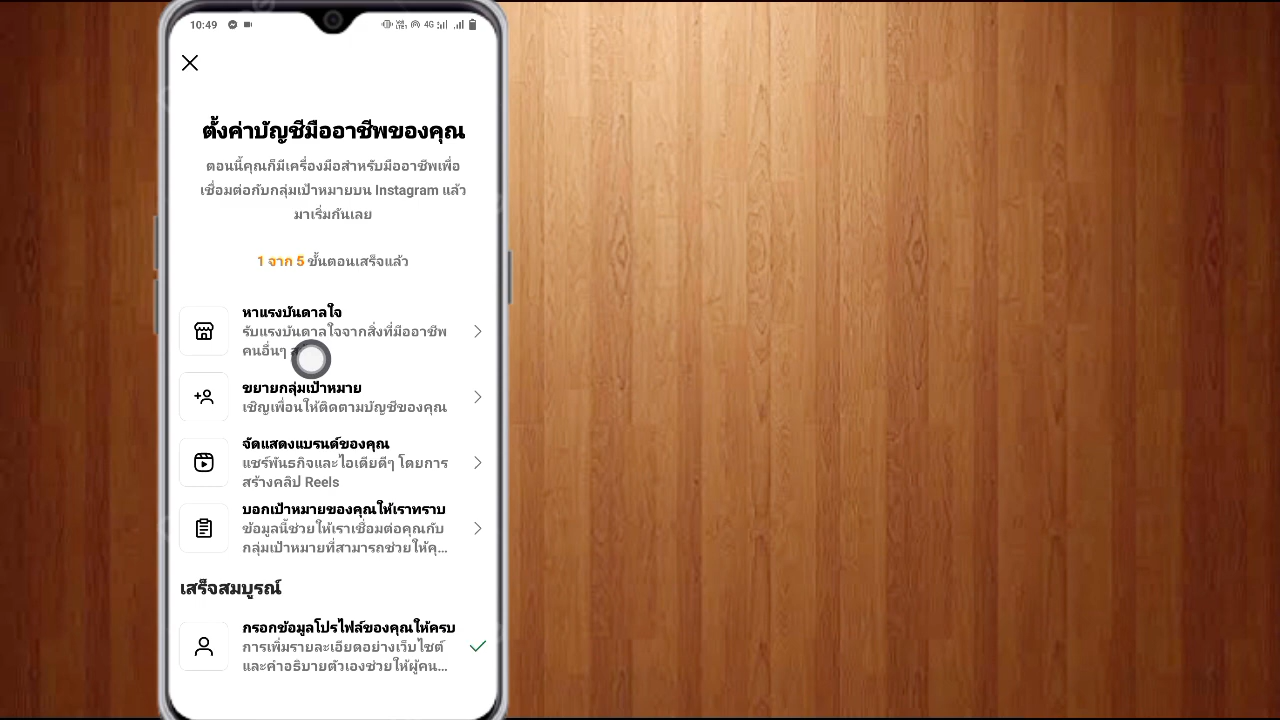 10:49
4G
ตั้งค่าบัญชีมืออาชีพของคุณ
ตอนนี้คุณก็มีเครื่องมือสำหรับมืออาชีพเพื่อ
เชื่อมต่อกับกลุ่มเป้าหมายบน Instagram แล้ว
มาเริ่มกันเลย
1 จาก 5 ขั้นตอนเสร็จแล้ว
หาแรงบันดาลใจ
รับแรงบันดาลใจจากสิ่งที่มืออาชีพ
คนอื่นๆ
ขยายกลุ่มเป้าหมาย
เชิญเพื่อนให้ติดตามบัญชีของคุณ
จัดแสดงแบรนด์ของคุณ
แชร์พันธกิจและไอเดียดีๆ โดยการ
สร้างคลิป Reels
บอกเป้าหมายของคุณให้เราทราบ
ข้อมูลนี้ช่วยให้เราเชื่อมต่อคุณกับ
กลุ่มเป้าหมายที่สามารถช่วยให้คุ...
เสร็จสมบูรณ์
กรอกข้อมูลโปรไฟล์ของคุณให้ครบ
การเพิ่มรายละเอียดอย่างเว็บไซต์
และคำอธิบายตัวเองช่วยให้ผู้คน...